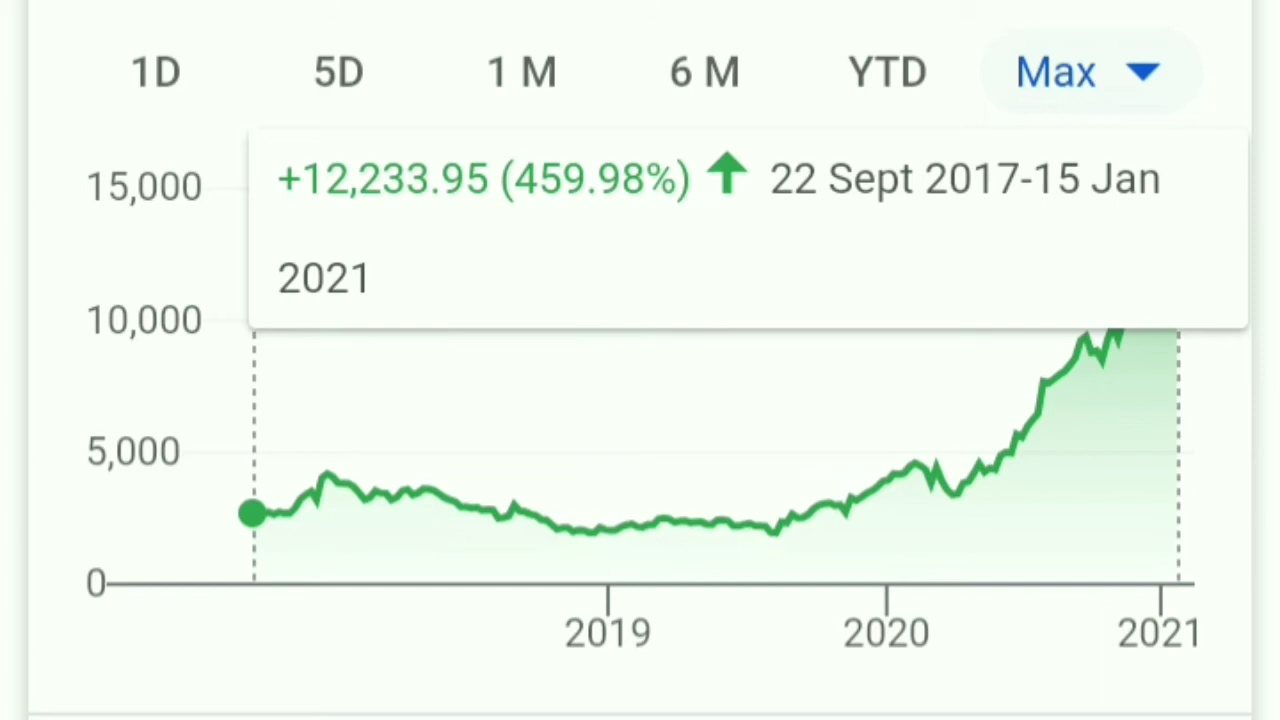 1D 5D 1 M 6 M YTD Max
+12,233.95 (459.98%) 22 Sept 2017-15 Jan
2021
15,000
10,000
5,000
0
2019 2020 2021